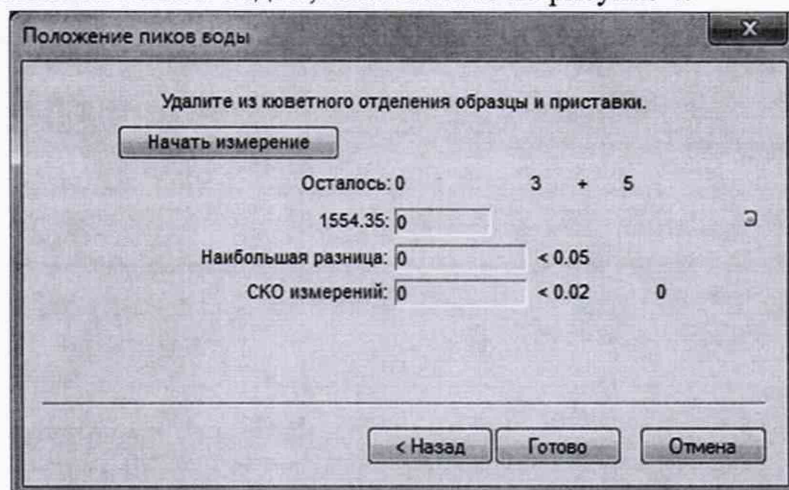 Положение пиков воды
Удалите из кюветного отделения образцы и приставки.
Начать измерение
Осталось: 0 3 + 5
1554.35: 0
Наибольшая разница: 0 < 0.05
СКО измерений: 0 < 0.02 0
< Назад Готово Отмена